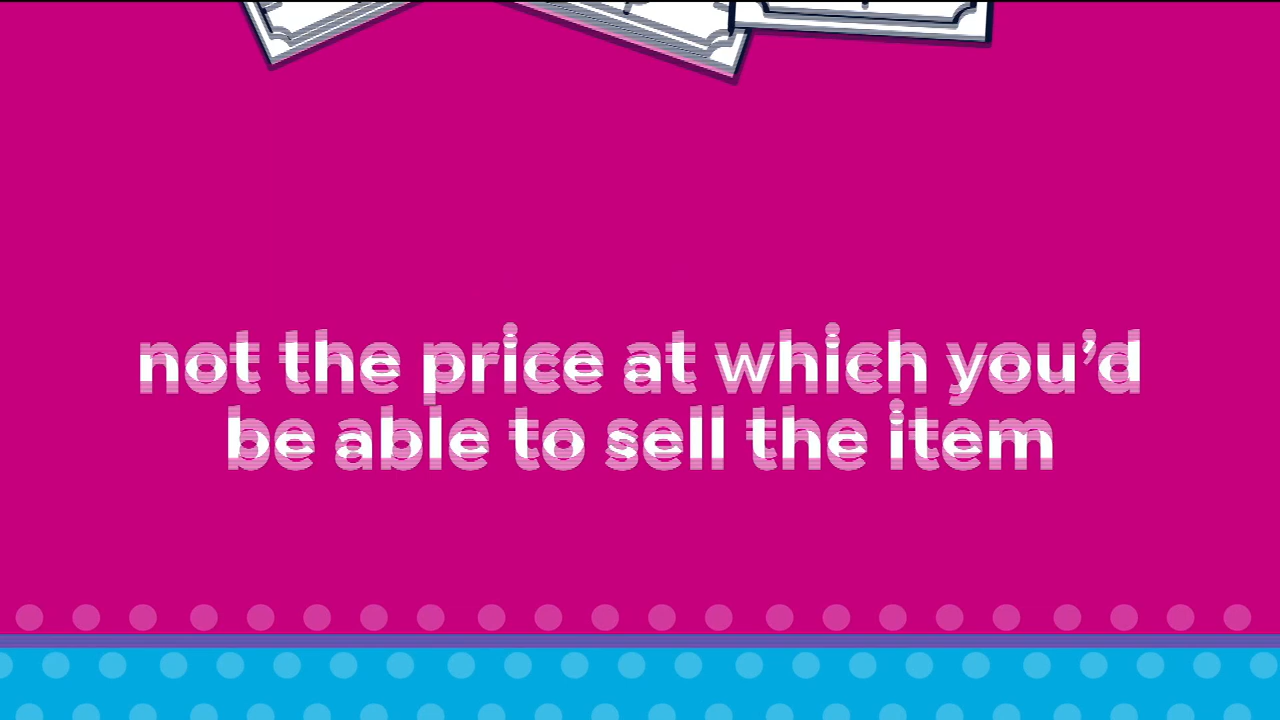 not the price at which you’d
be able to sell the item